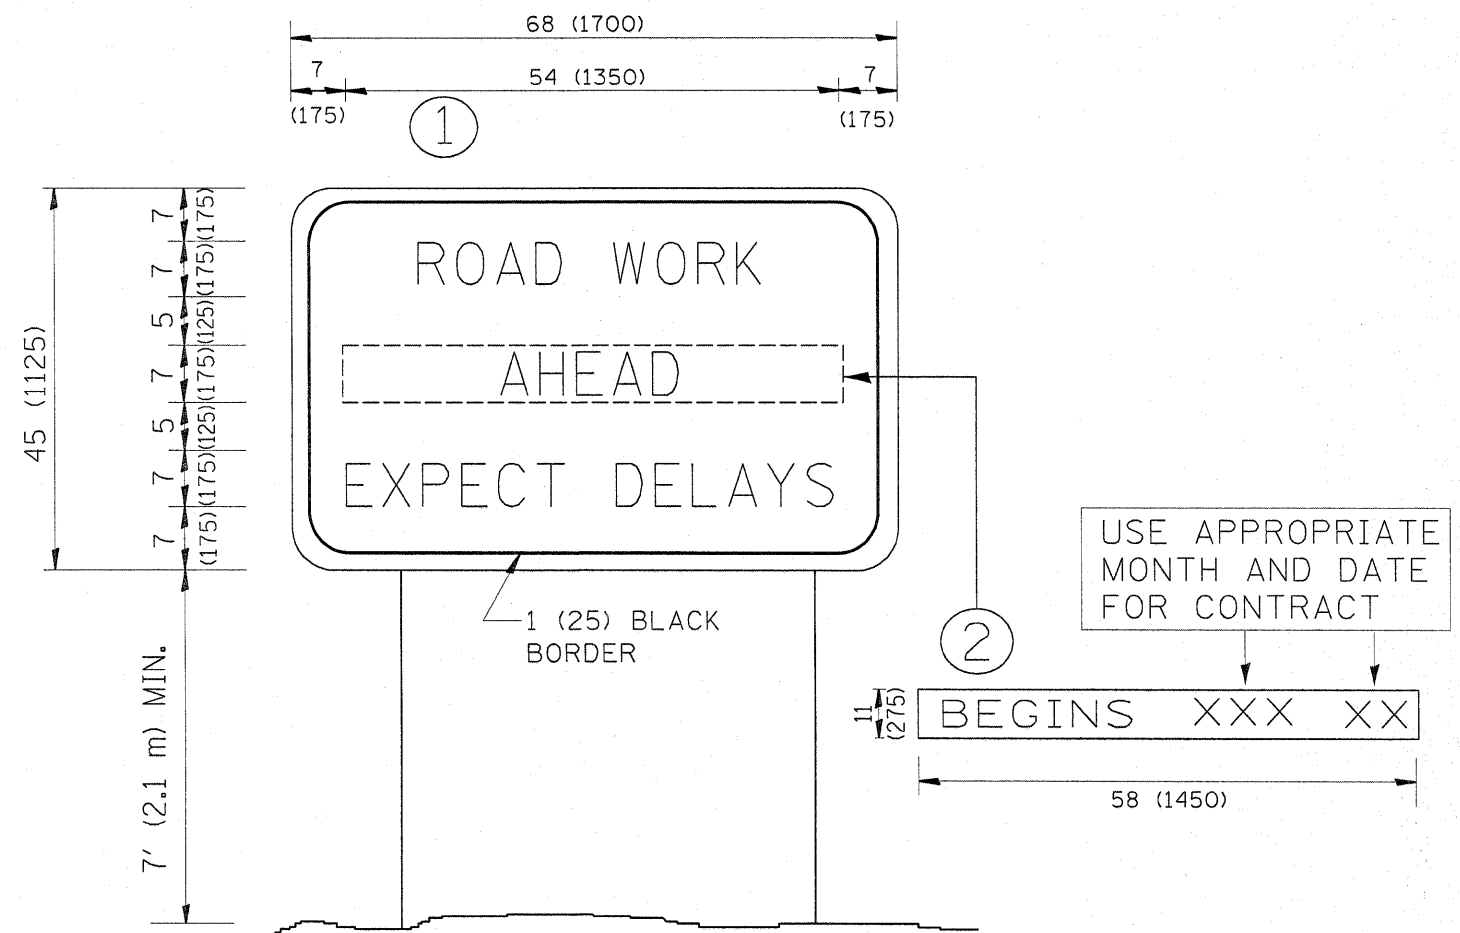 68 (1700)
7
54 (1350)
7
(175)
(175)
1
45 (1125)
7
(175)
7
(175)
5
(125)
7
(175)
5
(125)
7
(175)
7
(175)
ROAD WORK
AHEAD
EXPECT DELAYS
1 (25) BLACK
BORDER
7' (2.1 m) MIN.
2
USE APPROPRIATE
MONTH AND DATE
FOR CONTRACT
11
(275)
BEGINS XXX XX
58 (1450)